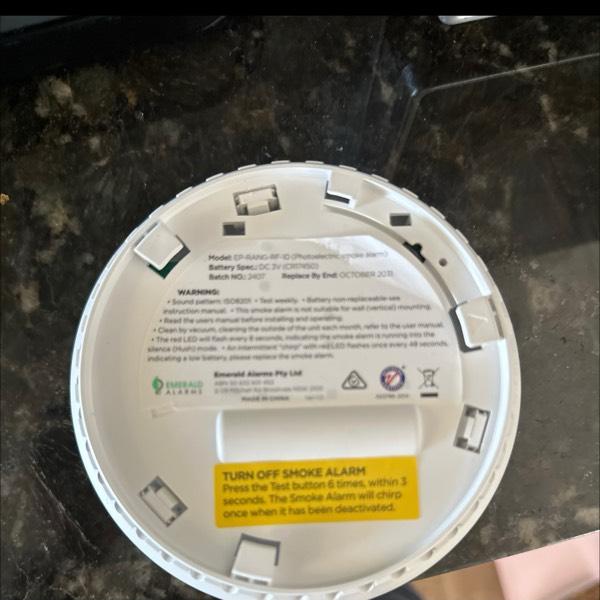 Model: EP-RANG-RF-ID (Photoelectric smoke alarm)
Battery Spec.: DC 3V (CR17450)
Batch NO.: 2407 Replace By End: OCTOBER 2031
WARNING:
• Sound pattern: ISO8201 • Test weekly. • Battery non-replaceable-see
instruction manual. • This smoke alarm is not suitable for wall (vertical) mounting.
• Read the users manual before installing and operating.
• Clean by vacuum, cleaning the outside of the unit each month, refer to the user manual.
• The red LED will flash every 8 seconds, indicating the smoke alarm is running into the
silence (Hush) mode. • An intermittent "chirp" with red LED flashes once every 48 seconds,
indicating a low battery, please replace the smoke alarm.
Emerald Alarms Pty Ltd
EMERALD
ALARMS
MADE IN CHINA
TURN OFF SMOKE ALARM
Press the Test button 6 times, within 3
seconds. The Smoke Alarm will chirp
once when it has been deactivated.